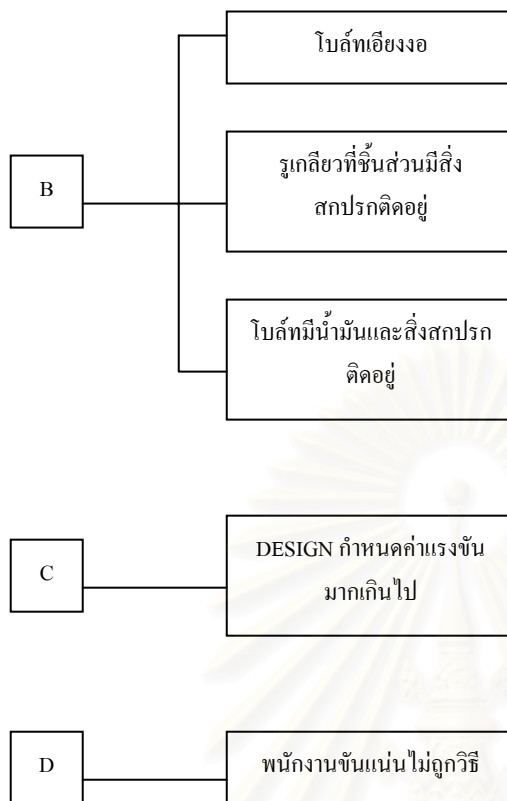 โบล์ทเอียงงอ
B
รูเกลียวที่ชิ้นส่วนมีสิ่ง
สกปรกติดอยู่
โบล์ทมีน้ำมันและสิ่งสกปรก
ติดอยู่
C
DESIGN กำหนดค่าแรงขัน
มากเกินไป
D
พนักงานขันแน่นไม่ถูกวิธี